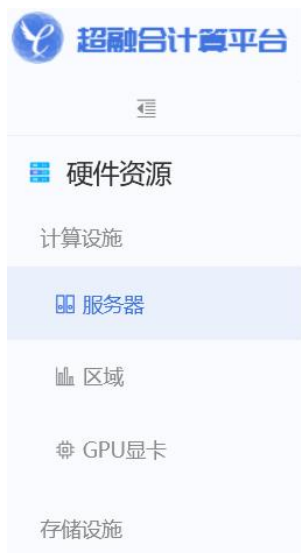 超融合计算平台
硬件资源
计算设施
服务器
区域
GPU显卡
存储设施